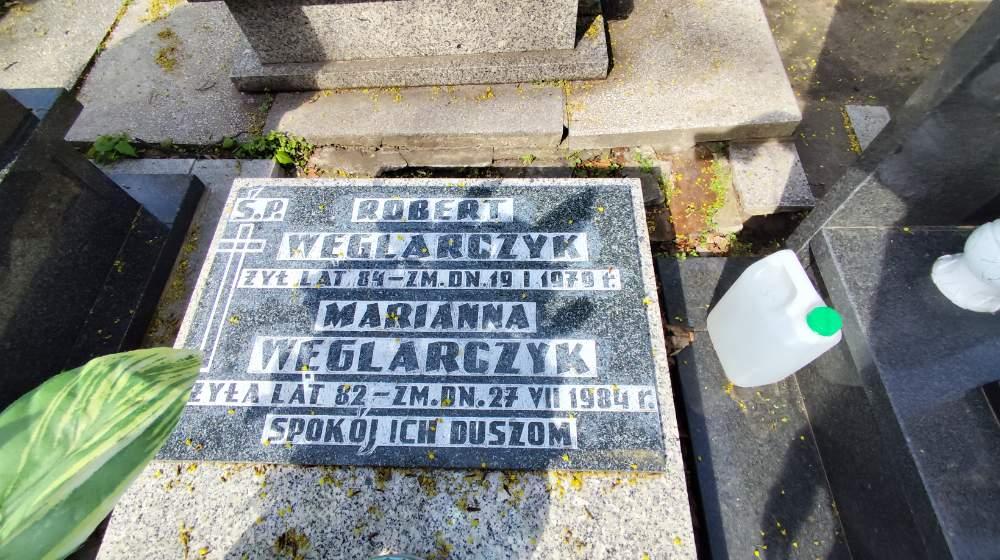 Ś.P. ROBERT
WĘGLARCZYK
ŻYŁ LAT 84 – ZM. DN. 19 I 1979 r.
MARIANNA
WĘGLARCZYK
ŻYŁA LAT 82 – ZM. DN. 27 VII 1984 r.
SPOKÓJ ICH DUSZOM